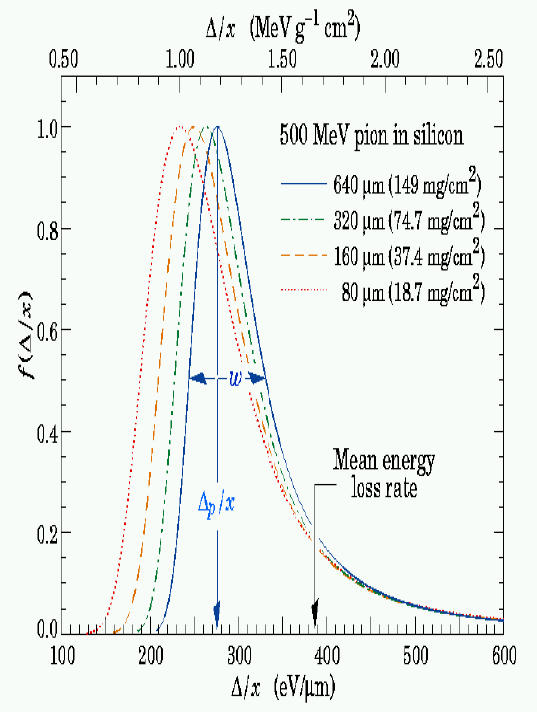 Δ/x (MeV g⁻¹ cm²)
0.50 1.00 1.50 2.00 2.50
500 MeV pion in silicon
640 µm (149 mg/cm²)
320 µm (74.7 mg/cm²)
160 µm (37.4 mg/cm²)
80 µm (18.7 mg/cm²)
1.0
0.8
0.6
0.4
0.2
0.0
f(Δ/x)
w
Δp/x
Mean energy
loss rate
100 200 300 400 500 600
Δ/x (eV/µm)